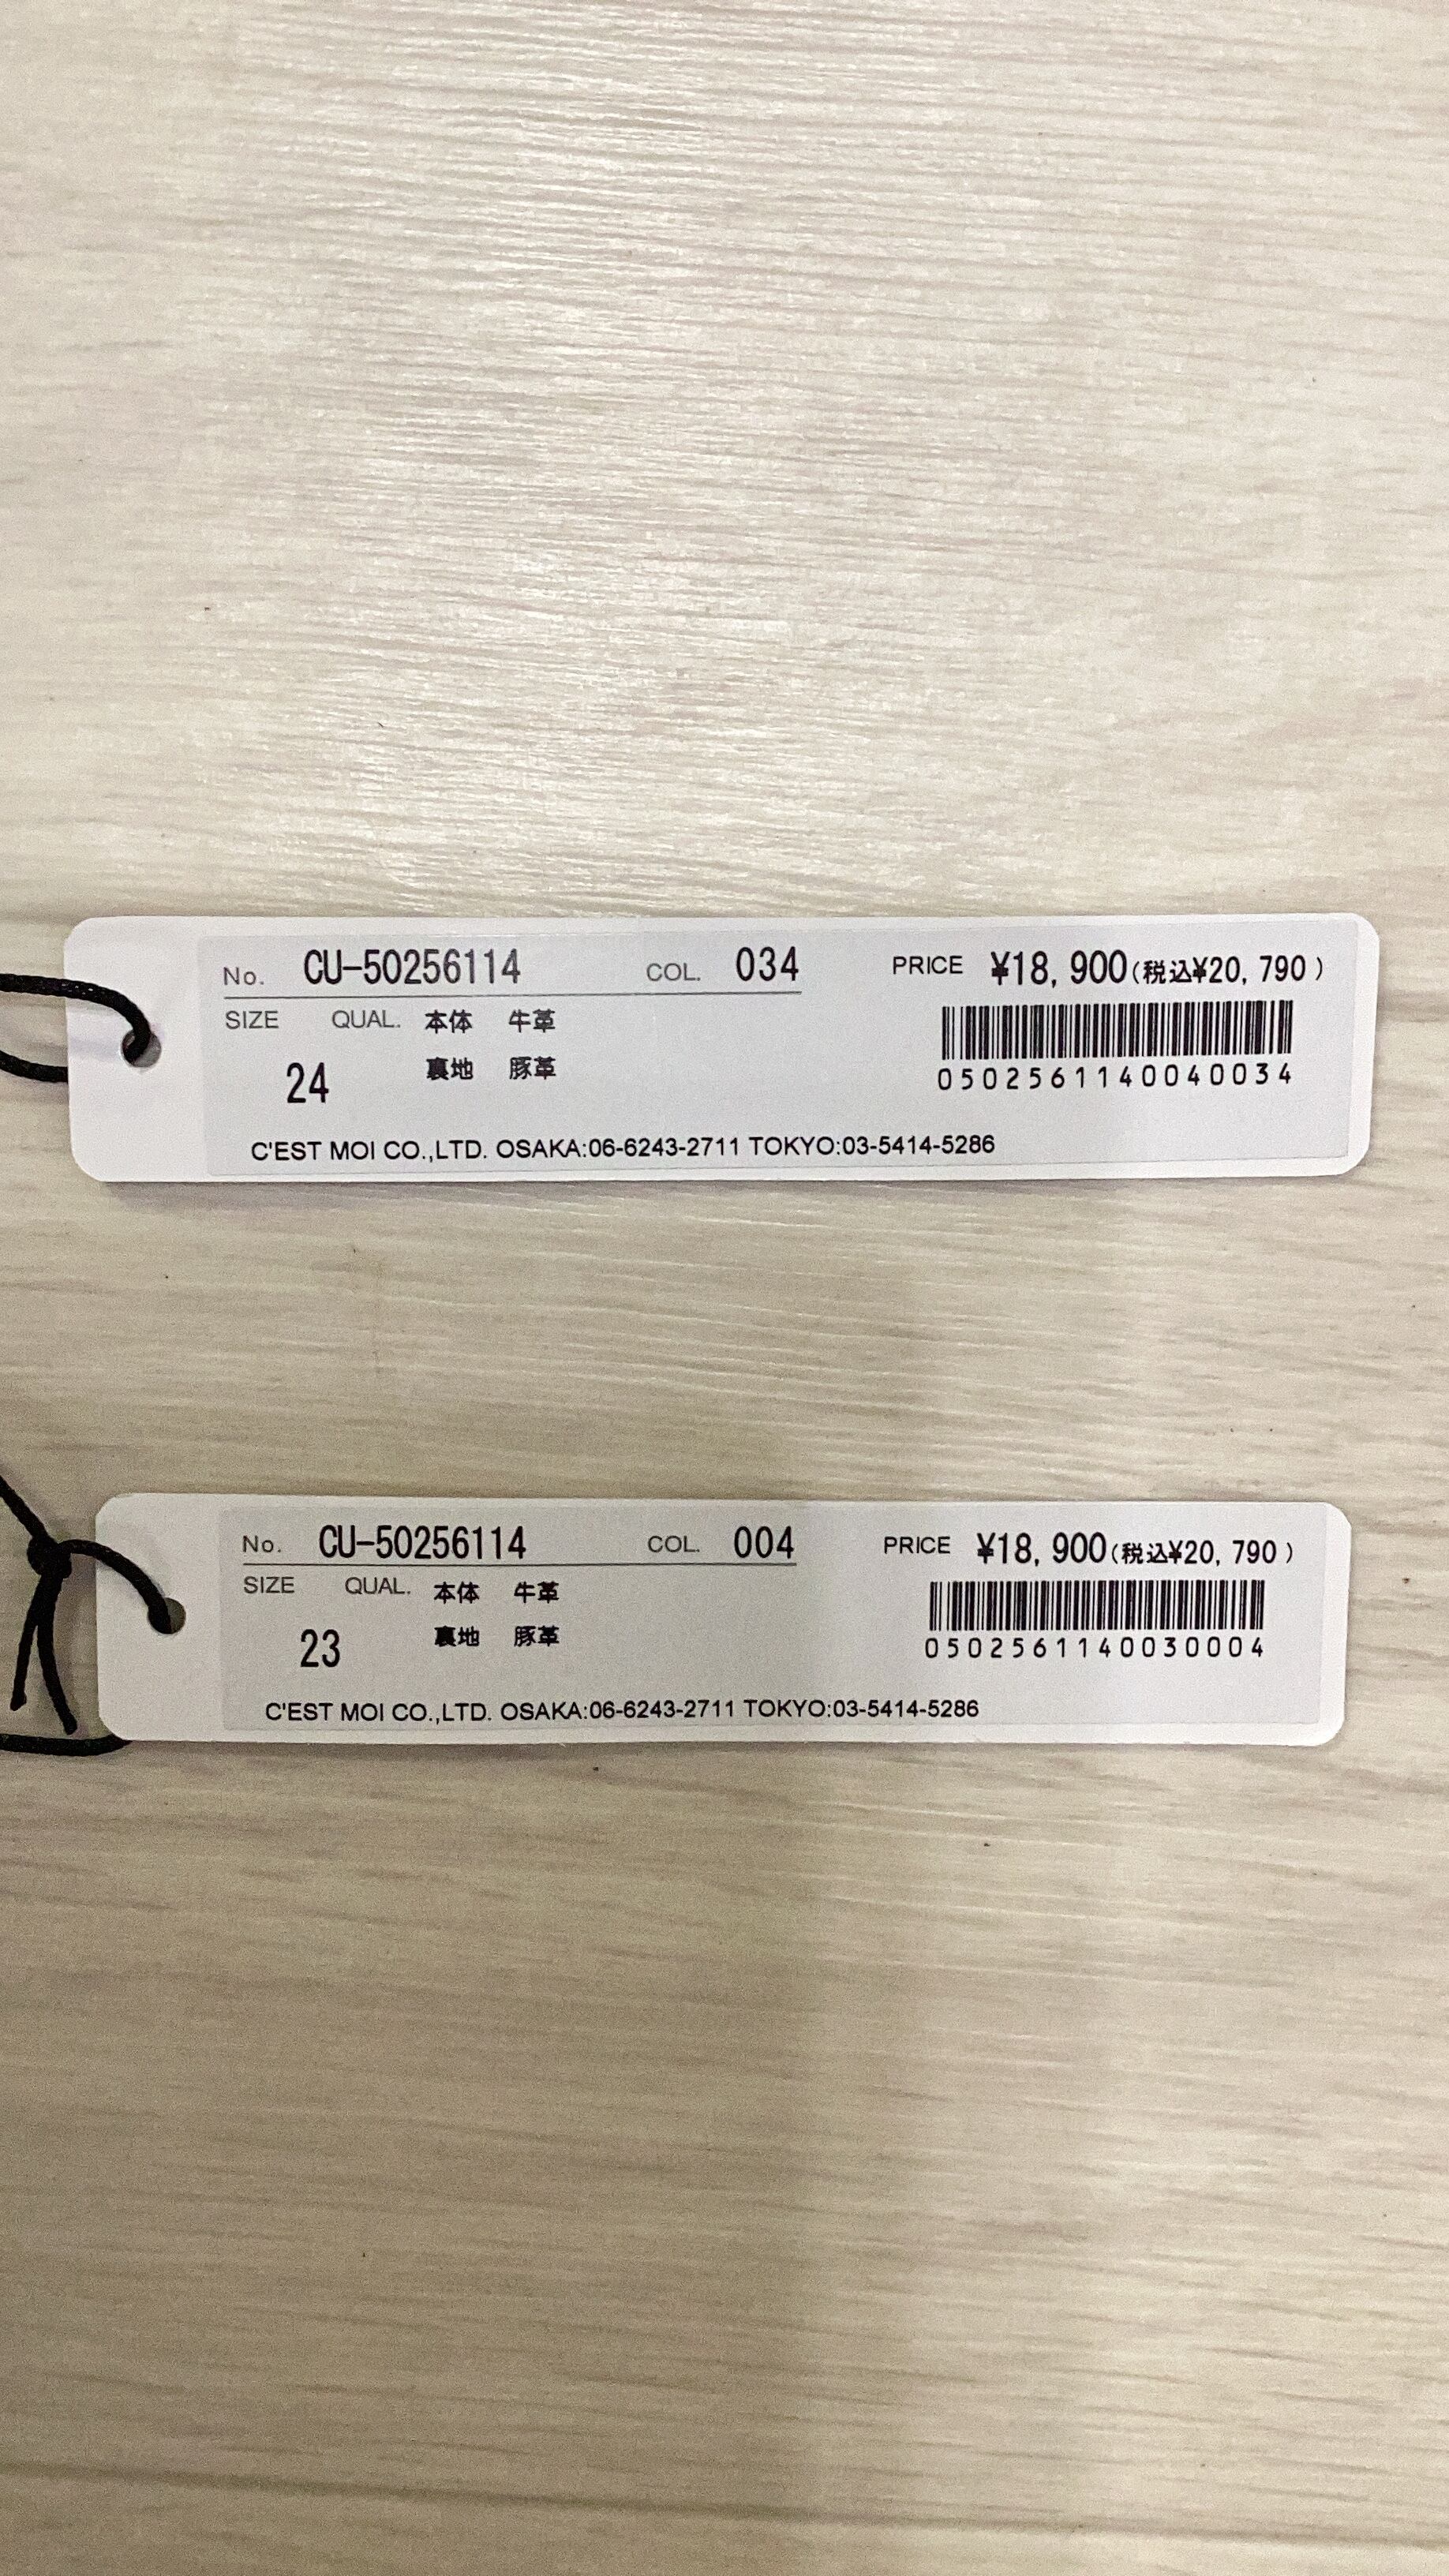 No. CU-50256114 COL. 034 PRICE ¥18,900(税込¥20,790)
SIZE QUAL. 本体 牛革
24 裏地 豚革
0502561140040034
C'EST MOI CO.,LTD. OSAKA:06-6243-2711 TOKYO:03-5414-5286
No. CU-50256114 COL. 004 PRICE ¥18,900(税込¥20,790)
SIZE QUAL. 本体 牛革
23 裏地 豚革
0502561140030004
C'EST MOI CO.,LTD. OSAKA:06-6243-2711 TOKYO:03-5414-5286